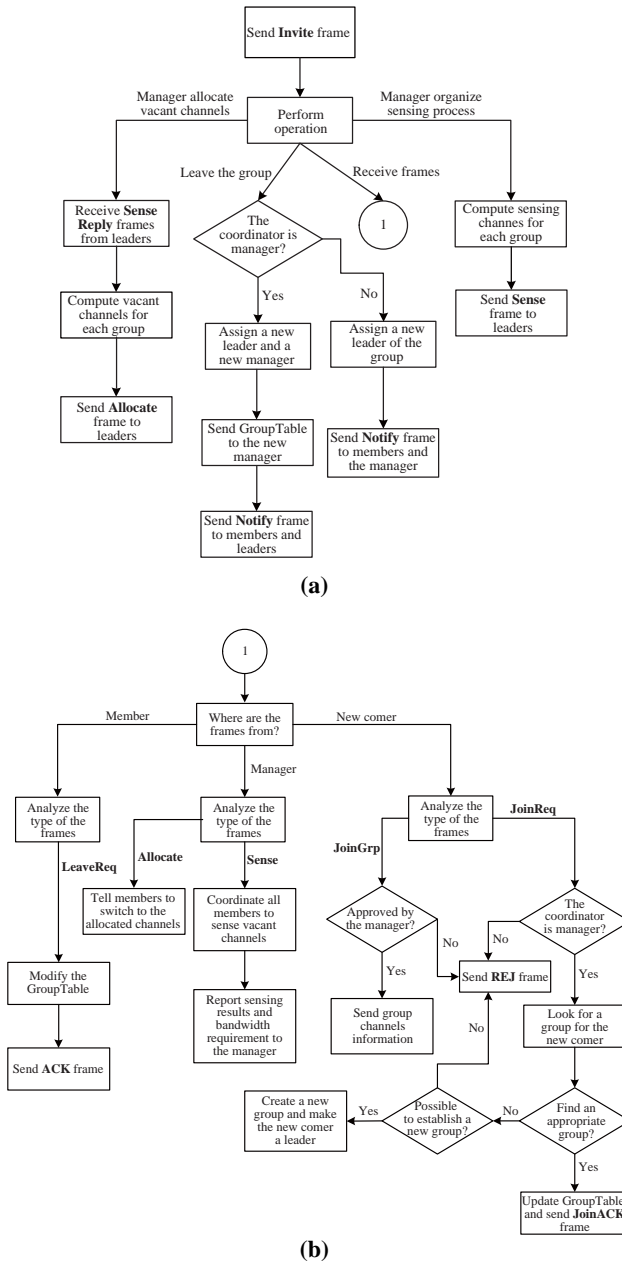 Send Invite frame
Manager allocate
vacant channels
Perform
operation
Manager organize
sensing process
Leave the group
Receive frames
Receive Sense
Reply frames
from leaders
The
coordinator is
manager?
1
Compute sensing
channes for
each group
Yes
No
Compute vacant
channels for
each group
Send Sense
frame to
leaders
Assign a new
leader and a
new manager
Assign a new
leader of the
group
Send Allocate
frame to
leaders
Send GroupTable
to the new
manager
Send Notify frame
to members and
the manager
Send Notify frame
to members and
leaders
(a)
1
Where are the
frames from?
Member
New comer
Manager
Analyze the
type of the
frames
Analyze the
type of the
frames
Analyze the
type of the
frames
JoinReq
JoinGrp
LeaveReq
Allocate
Sense
Tell members to
switch to the
allocated channels
Coordinate all
members to
sense vacant
channels
Approved by
the manager?
The
coordinator
is manager?
No
No
Send REJ frame
Yes
Yes
Modify the
GroupTable
Report sensing
results and
bandwidth
requirement to
the manager
Send group
channels
information
Look for a
group for the
new comer
No
Send ACK frame
Create a new
group and make
the new comer
a leader
Yes
Possible
to establish a
new group?
No
Find an
appropriate
group?
Yes
Update GroupTable
and send JoinACK
frame
(b)